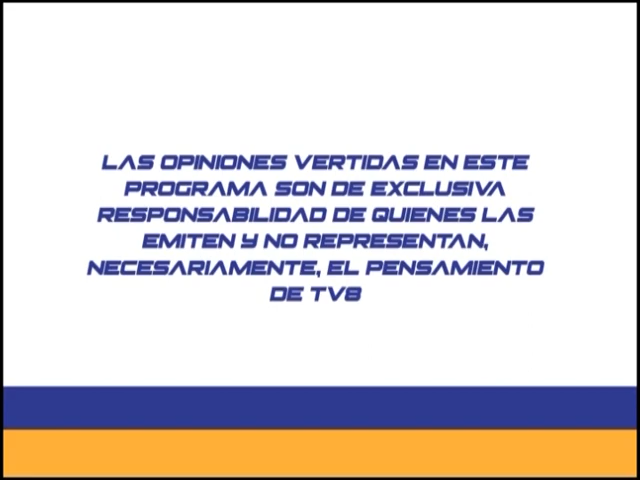 LAS OPINIONES VERTIDAS EN ESTE
PROGRAMA SON DE EXCLUSIVA
RESPONSABILIDAD DE QUIENES LAS
EMITEN Y NO REPRESENTAN,
NECESARIAMENTE, EL PENSAMIENTO
DE TV8